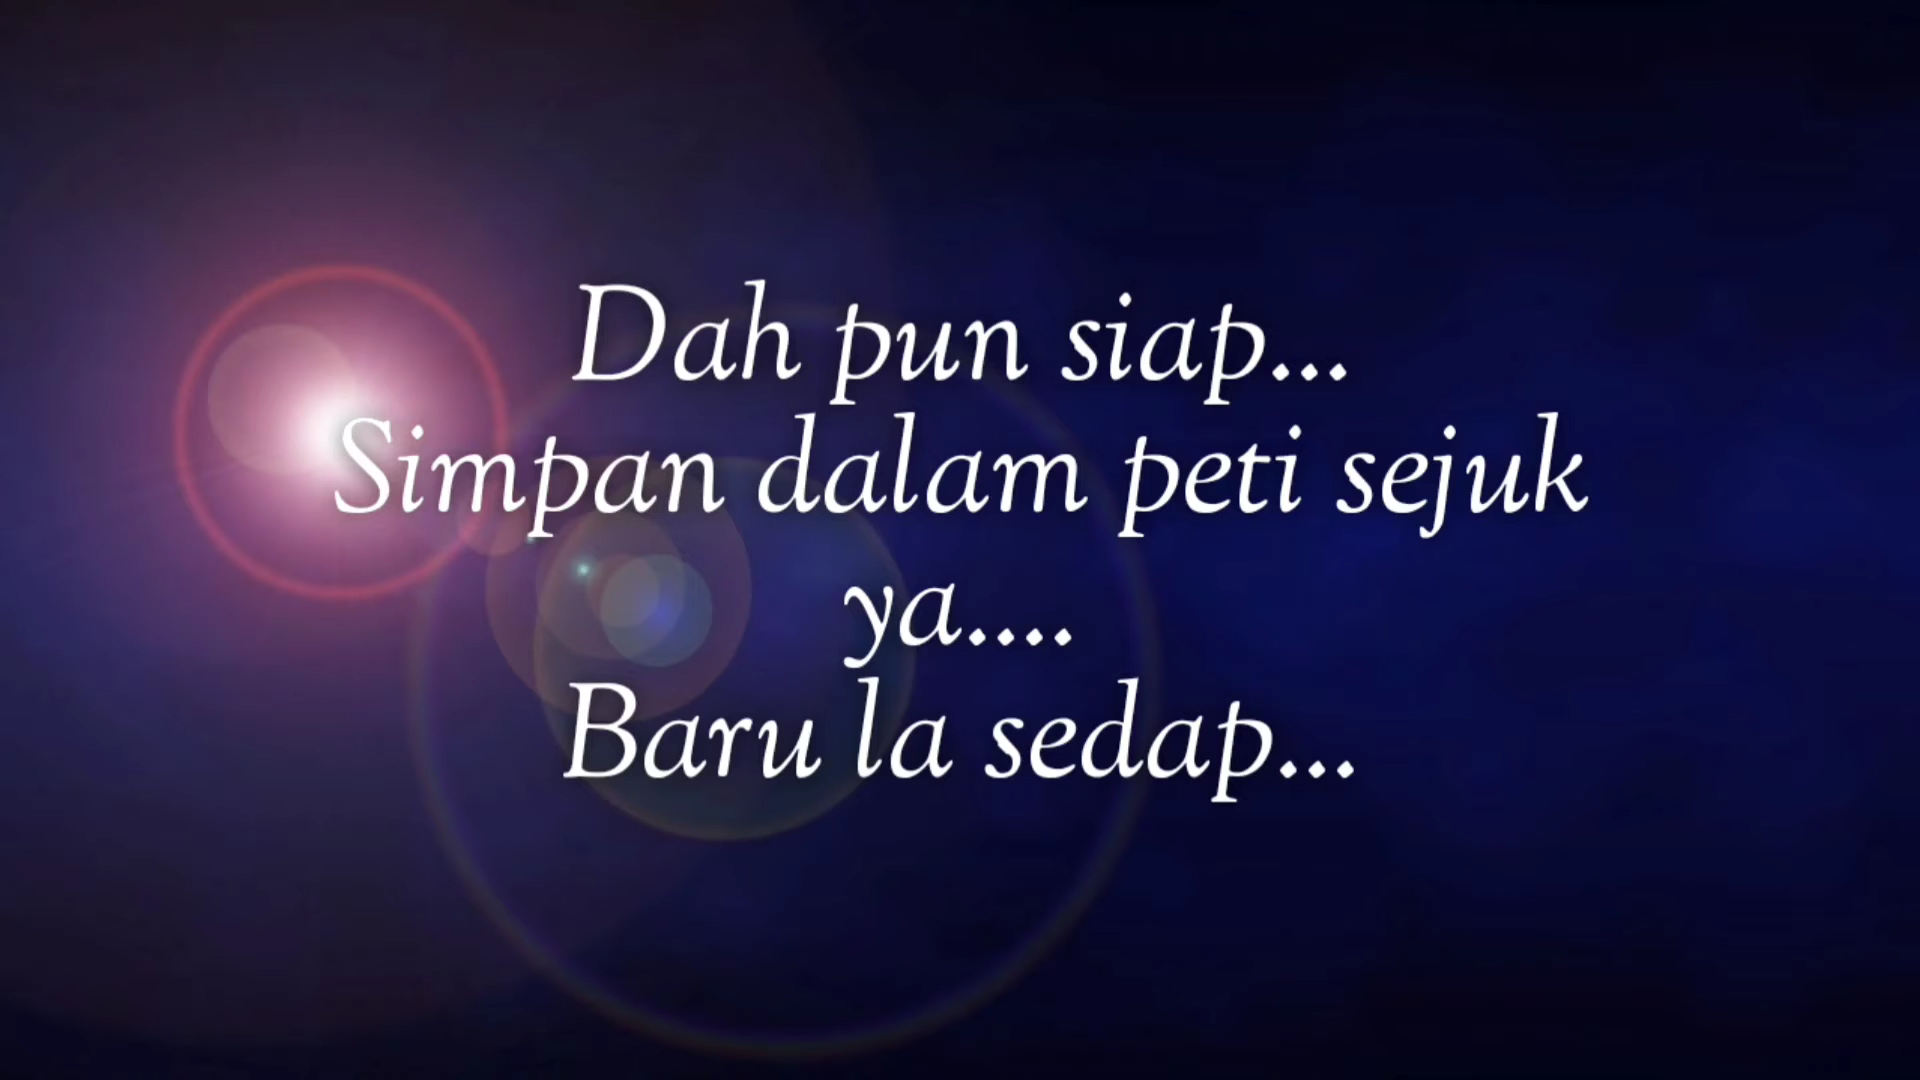 Dah pun siap...
Simpan dalam peti sejuk
ya....
Baru la sedap...